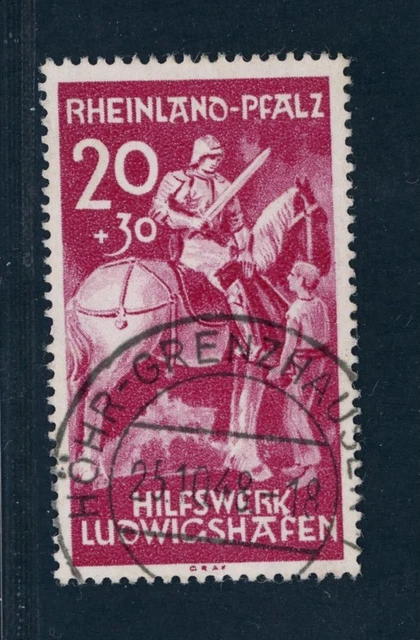 RHEINLAND-PFALZ
20
+30
HÖHR-GRENZHAUSEN
25.10.48-18
HILFSWERK
LUDWIGSHAFEN
GRAF